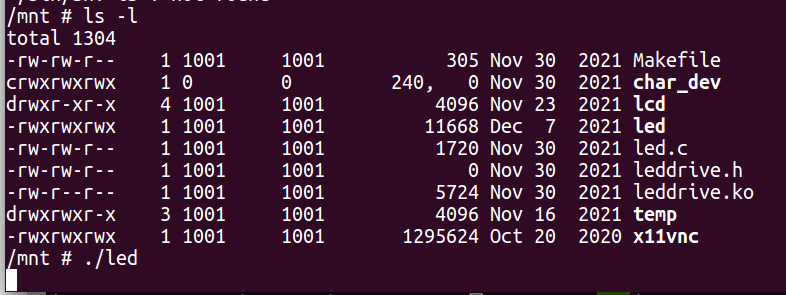 /mnt # ls -l
total 1304
-rw-rw-r-- 1 1001 1001 305 Nov 30 2021 Makefile
crwxrwxrwx 1 0 0 240, 0 Nov 30 2021 char_dev
drwxr-xr-x 4 1001 1001 4096 Nov 23 2021 lcd
-rwxrwxrwx 1 1001 1001 11668 Dec 7 2021 led
-rw-rw-r-- 1 1001 1001 1720 Nov 30 2021 led.c
-rw-rw-r-- 1 1001 1001 0 Nov 30 2021 leddrive.h
-rw-r--r-- 1 1001 1001 5724 Nov 30 2021 leddrive.ko
drwxrwxr-x 3 1001 1001 4096 Nov 16 2021 temp
-rwxrwxrwx 1 1001 1001 1295624 Oct 20 2020 x11vnc
/mnt # ./led